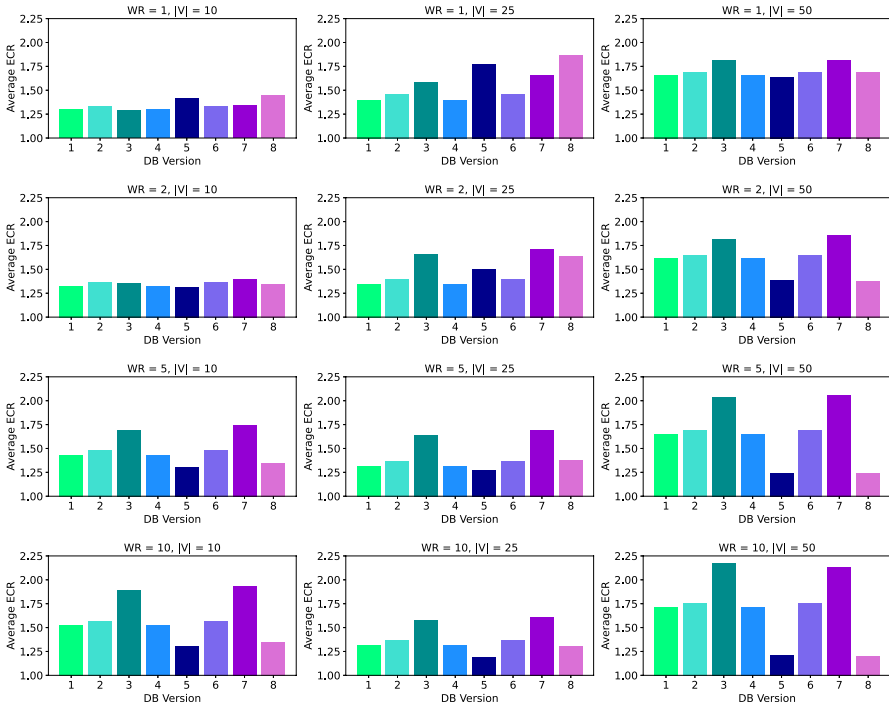 WR = 1, |V| = 10
Average ECR
2.25
2.00
1.75
1.50
1.25
1.00
1 2 3 4 5 6 7 8
DB Version
WR = 1, |V| = 25
Average ECR
2.25
2.00
1.75
1.50
1.25
1.00
1 2 3 4 5 6 7 8
DB Version
WR = 1, |V| = 50
Average ECR
2.25
2.00
1.75
1.50
1.25
1.00
1 2 3 4 5 6 7 8
DB Version
WR = 2, |V| = 10
Average ECR
2.25
2.00
1.75
1.50
1.25
1.00
1 2 3 4 5 6 7 8
DB Version
WR = 2, |V| = 25
Average ECR
2.25
2.00
1.75
1.50
1.25
1.00
1 2 3 4 5 6 7 8
DB Version
WR = 2, |V| = 50
Average ECR
2.25
2.00
1.75
1.50
1.25
1.00
1 2 3 4 5 6 7 8
DB Version
WR = 5, |V| = 10
Average ECR
2.25
2.00
1.75
1.50
1.25
1.00
1 2 3 4 5 6 7 8
DB Version
WR = 5, |V| = 25
Average ECR
2.25
2.00
1.75
1.50
1.25
1.00
1 2 3 4 5 6 7 8
DB Version
WR = 5, |V| = 50
Average ECR
2.25
2.00
1.75
1.50
1.25
1.00
1 2 3 4 5 6 7 8
DB Version
WR = 10, |V| = 10
Average ECR
2.25
2.00
1.75
1.50
1.25
1.00
1 2 3 4 5 6 7 8
DB Version
WR = 10, |V| = 25
Average ECR
2.25
2.00
1.75
1.50
1.25
1.00
1 2 3 4 5 6 7 8
DB Version
WR = 10, |V| = 50
Average ECR
2.25
2.00
1.75
1.50
1.25
1.00
1 2 3 4 5 6 7 8
DB Version